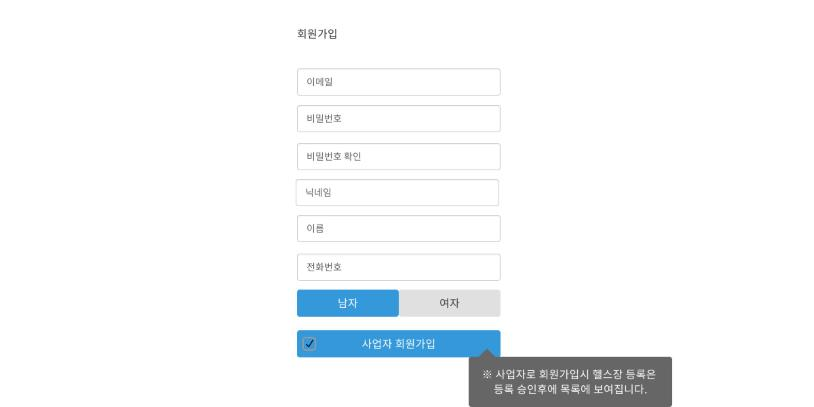 회원가입
이메일
비밀번호
비밀번호 확인
닉네임
이름
전화번호
남자 여자
사업자 회원가입
※ 사업자로 회원가입시 헬스장 등록은
등록 승인후에 목록에 보여집니다.